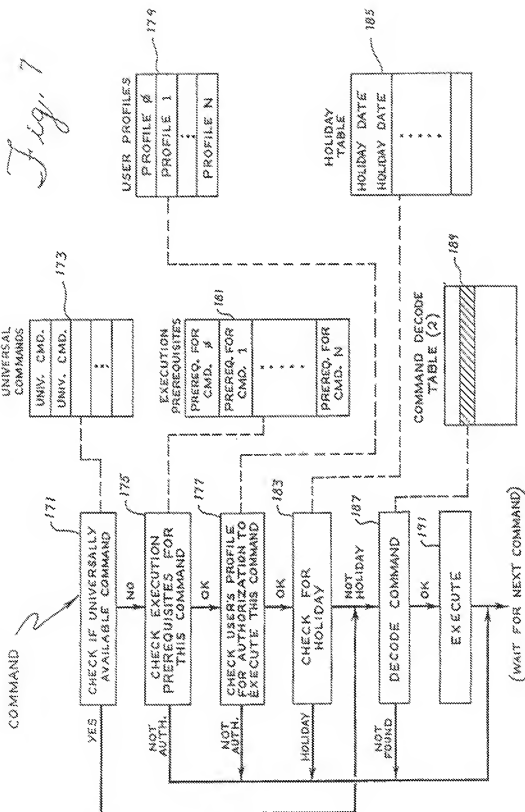 Fig. 7
COMMAND
171
CHECK IF UNIVERSALLY
AVAILABLE COMMAND
YES
NO
UNIVERSAL
COMMANDS
173
UNIV. CMD.
UNIV. CMD.
175
CHECK EXECUTION
PREREQUISITES FOR
THIS COMMAND
NOT
AUTH.
OK
EXECUTION
PREREQUISITES
181
PREREQ. FOR
CMD. Ø
PREREQ. FOR
CMD. 1
PREREQ. FOR
CMD. N
177
CHECK USER'S PROFILE
FOR AUTHORIZATION TO
EXECUTE THIS COMMAND
NOT
AUTH.
OK
USER PROFILES
179
PROFILE Ø
PROFILE 1
PROFILE N
183
CHECK FOR
HOLIDAY
HOLIDAY
NOT
HOLIDAY
HOLIDAY
TABLE
185
HOLIDAY DATE
HOLIDAY DATE
187
DECODE COMMAND
NOT
FOUND
OK
COMMAND DECODE
TABLE (2)
189
191
EXECUTE
(WAIT FOR NEXT COMMAND)